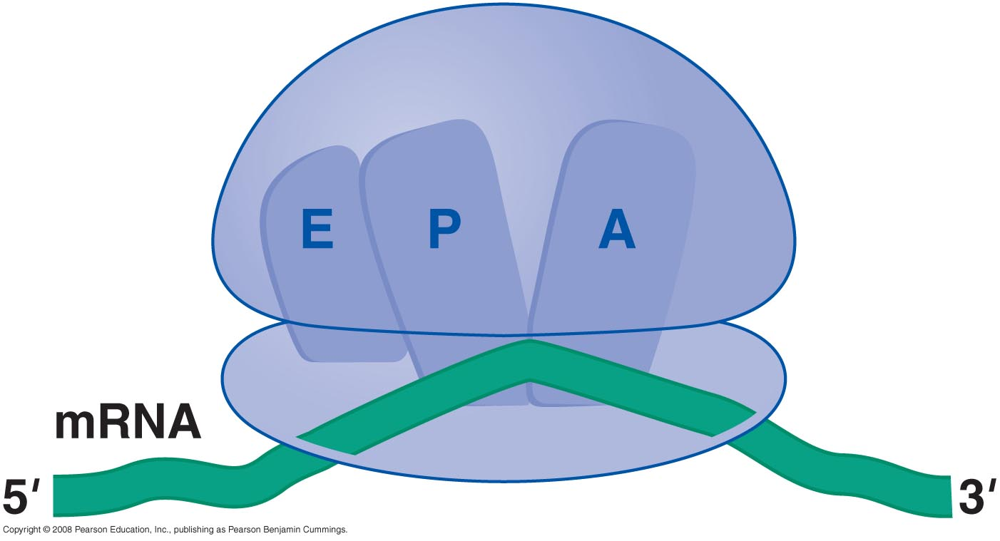 E P A
mRNA
5′
3′
Copyright © 2008 Pearson Education, Inc., publishing as Pearson Benjamin Cummings.